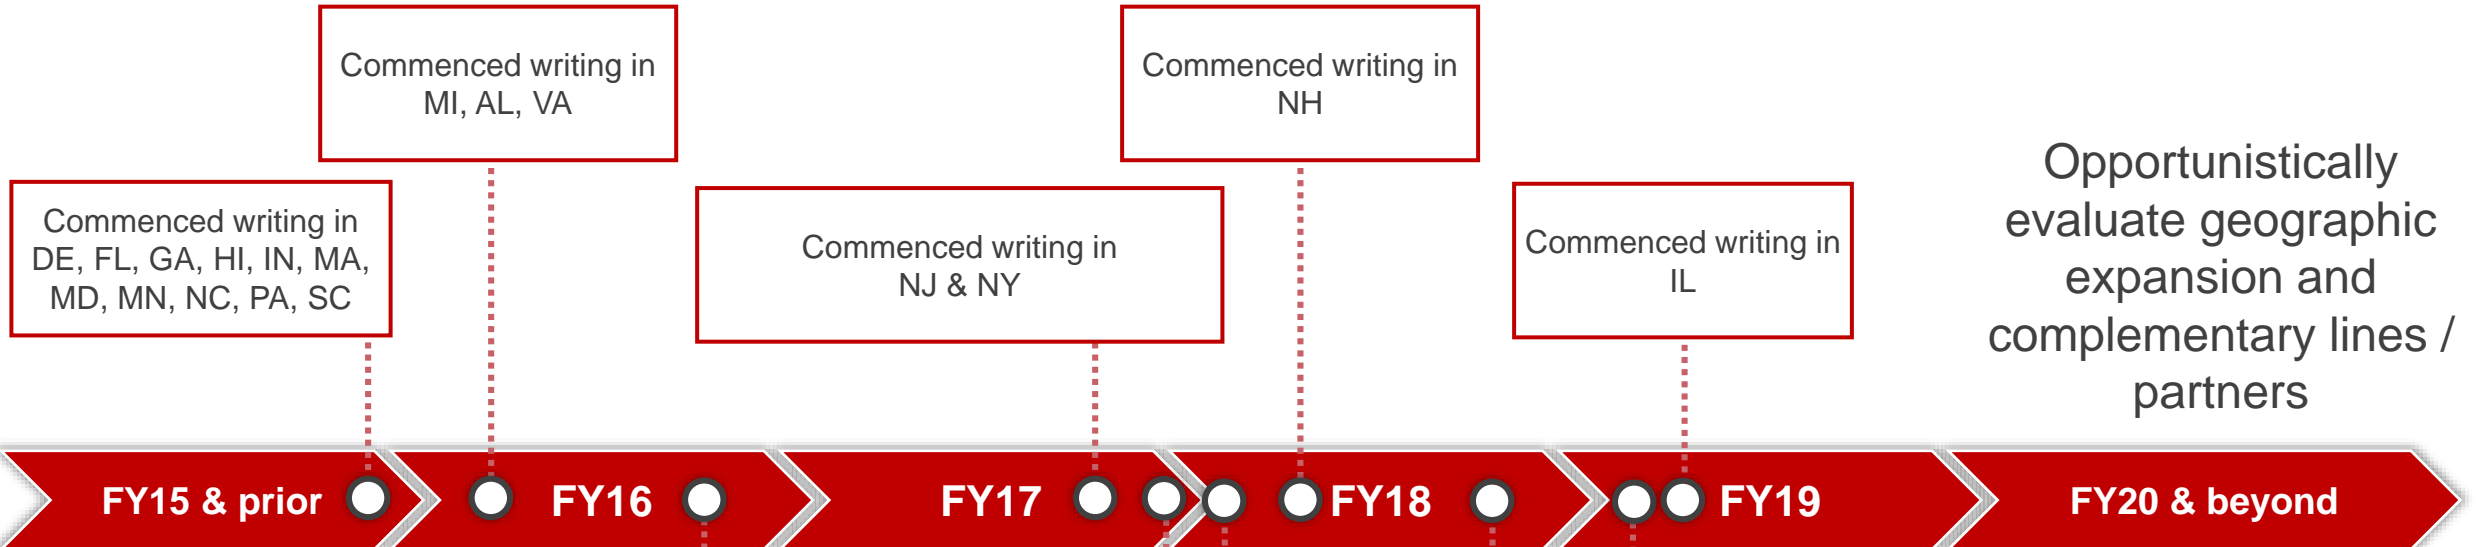 Commenced writing in
MI, AL, VA
Commenced writing in
NH
Commenced writing in
DE, FL, GA, HI, IN, MA,
MD, MN, NC, PA, SC
Commenced writing in
NJ & NY
Commenced writing in
IL
Opportunistically
evaluate geographic
expansion and
complementary lines /
partners
FY15 & prior
FY16
FY17
FY18
FY19
FY20 & beyond